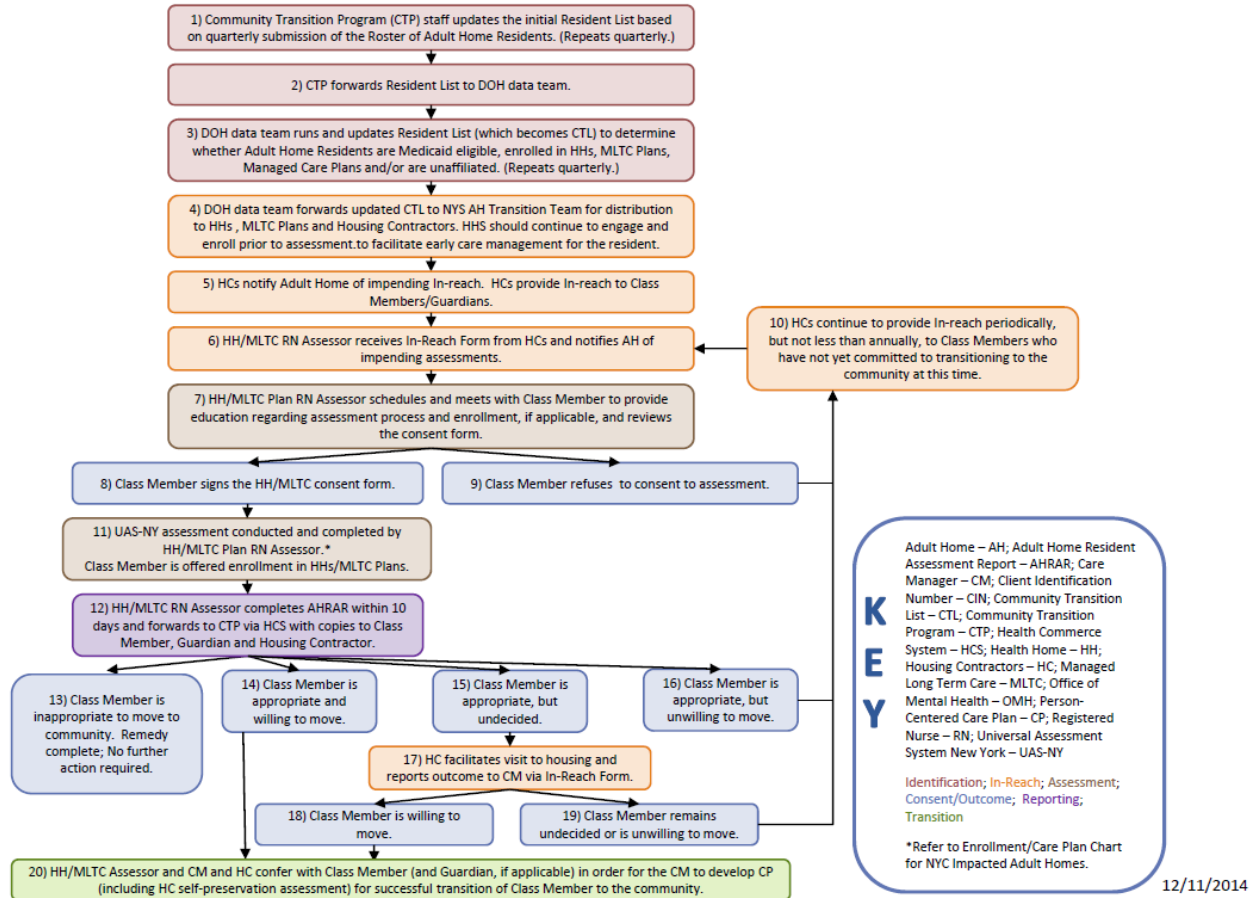 1) Community Transition Program (CTP) staff updates the initial Resident List based
on quarterly submission of the Roster of Adult Home Residents. (Repeats quarterly.)
2) CTP forwards Resident List to DOH data team.
3) DOH data team runs and updates Resident List (which becomes CTL) to determine
whether Adult Home Residents are Medicaid eligible, enrolled in HHs, MLTC Plans,
Managed Care Plans and/or are unaffiliated. (Repeats quarterly.)
4) DOH data team forwards updated CTL to NYS AH Transition Team for distribution
to HHs , MLTC Plans and Housing Contractors. HHS should continue to engage and
enroll prior to assessment.to facilitate early care management for the resident.
5) HCs notify Adult Home of impending In-reach. HCs provide In-reach to Class
Members/Guardians.
6) HH/MLTC RN Assessor receives In-Reach Form from HCs and notifies AH of
impending assessments.
10) HCs continue to provide In-reach periodically,
but not less than annually, to Class Members who
have not yet committed to transitioning to the
community at this time.
7) HH/MLTC Plan RN Assessor schedules and meets with Class Member to provide
education regarding assessment process and enrollment, if applicable, and reviews
the consent form.
8) Class Member signs the HH/MLTC consent form.
9) Class Member refuses to consent to assessment.
11) UAS-NY assessment conducted and completed by
HH/MLTC Plan RN Assessor.*
Class Member is offered enrollment in HHs/MLTC Plans.
12) HH/MLTC RN Assessor completes AHRAR within 10
days and forwards to CTP via HCS with copies to Class
Member, Guardian and Housing Contractor.
13) Class Member is
inappropriate to move to
community. Remedy
complete; No further
action required.
14) Class Member is
appropriate and
willing to move.
15) Class Member is
appropriate, but
undecided.
16) Class Member is
appropriate, but
unwilling to move.
17) HC facilitates visit to housing and
reports outcome to CM via In-Reach Form.
18) Class Member is willing to
move.
19) Class Member remains
undecided or is unwilling to move.
20) HH/MLTC Assessor and CM and HC confer with Class Member (and Guardian, if applicable) in order for the CM to develop CP
(including HC self-preservation assessment) for successful transition of Class Member to the community.
K
E
Y
Adult Home – AH; Adult Home Resident
Assessment Report – AHRAR; Care
Manager – CM; Client Identification
Number – CIN; Community Transition
List – CTL; Community Transition
Program – CTP; Health Commerce
System – HCS; Health Home – HH;
Housing Contractors – HC; Managed
Long Term Care – MLTC; Office of
Mental Health – OMH; Person-
Centered Care Plan – CP; Registered
Nurse – RN; Universal Assessment
System New York – UAS-NY
Identification; In-Reach; Assessment;
Consent/Outcome; Reporting;
Transition
*Refer to Enrollment/Care Plan Chart
for NYC Impacted Adult Homes.
12/11/2014